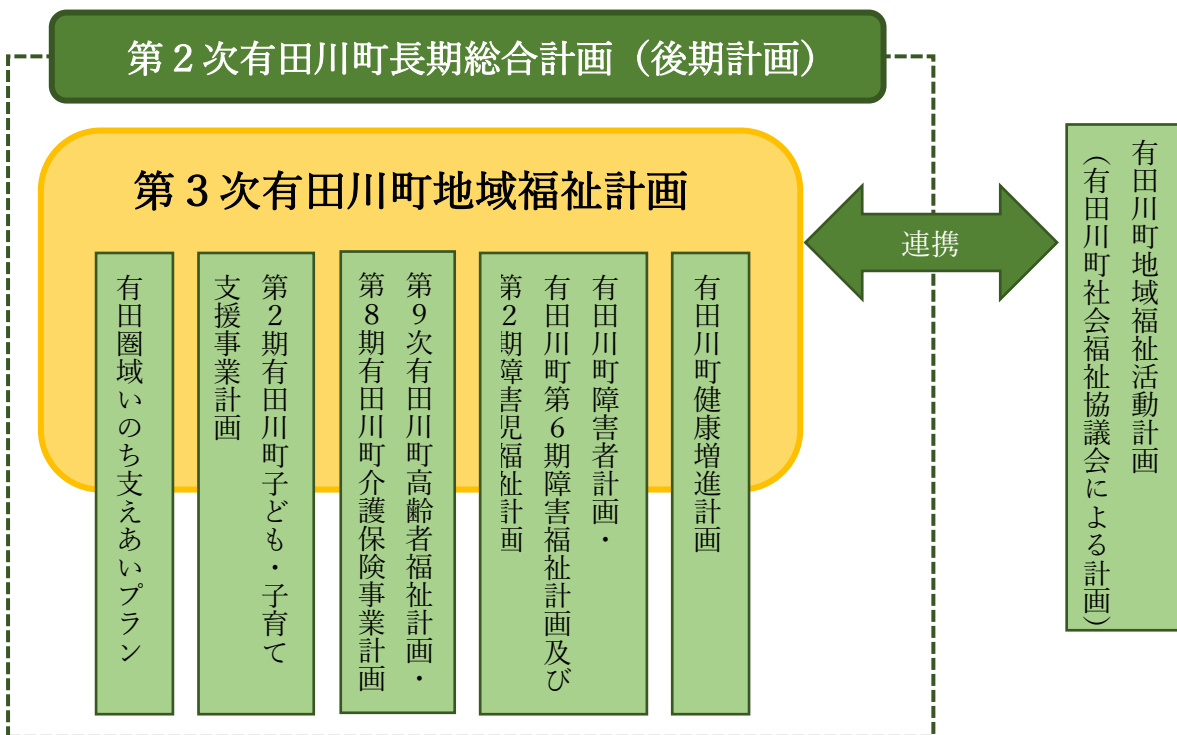 第２次有田川町長期総合計画（後期計画）
第３次有田川町地域福祉計画
有田圏域いのち支えあいプラン
第２期有田川町子ども・子育て
支援事業計画
第９次有田川町高齢者福祉計画・
第８期有田川町介護保険事業計画
有田川町障害者計画・
有田川町第６期障害福祉計画及び
第２期障害児福祉計画
有田川町健康増進計画
連携
有田川町地域福祉活動計画
（有田川町社会福祉協議会による計画）